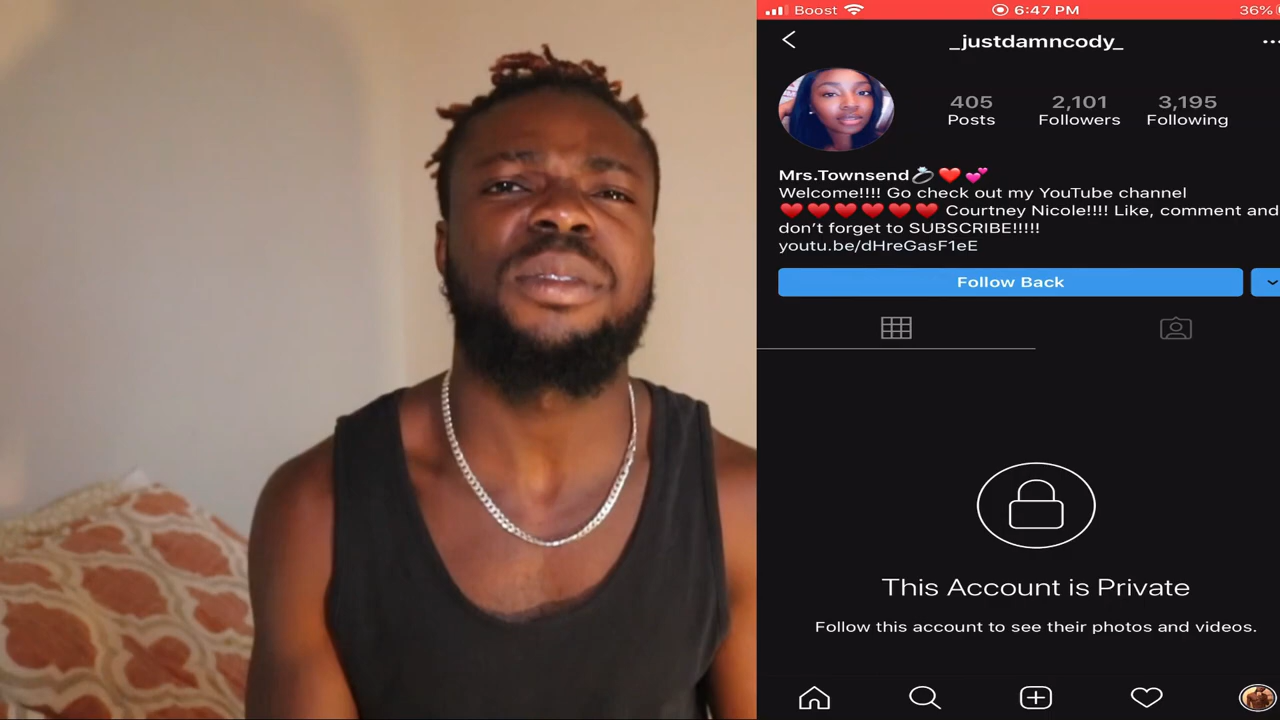 Boost 6:47 PM 36%
_justdamncody_
405 2,101 3,195
Posts Followers Following
Mrs.Townsend💍❤️💕
Welcome!!!! Go check out my YouTube channel
❤️❤️❤️❤️❤️❤️ Courtney Nicole!!!! Like, comment and
don’t forget to SUBSCRIBE!!!!!
youtu.be/dHreGasF1eE
Follow Back
This Account is Private
Follow this account to see their photos and videos.